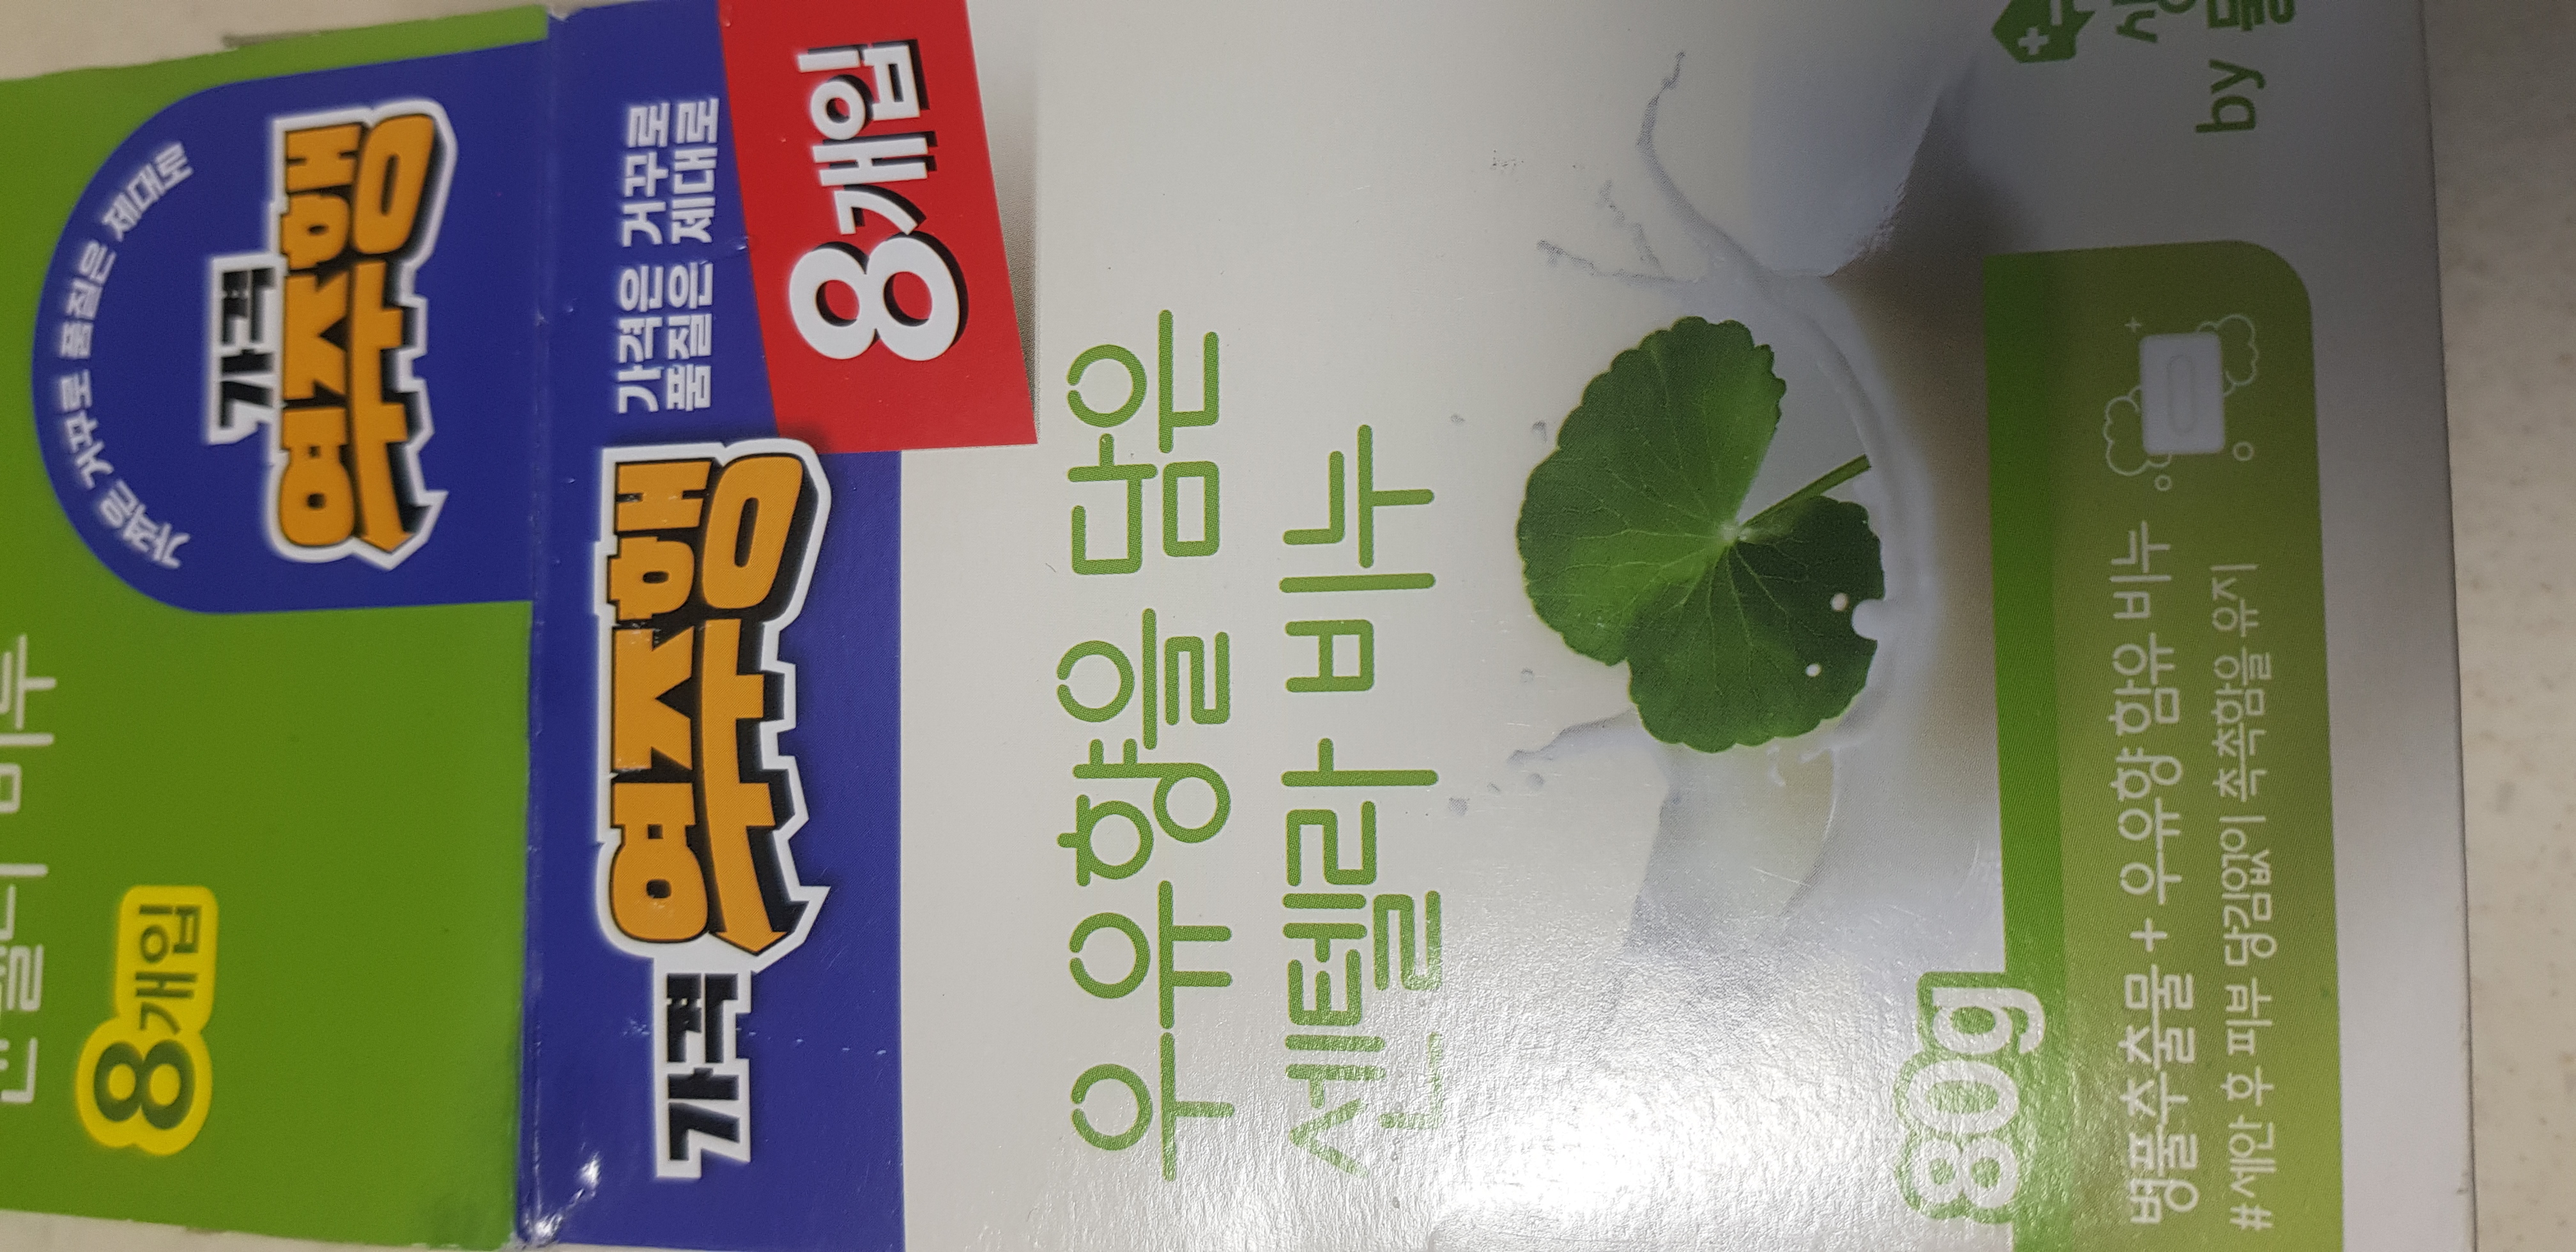 가격은 거꾸로 품질은 제대로
가격
역주행
8개입
가격 역주행
가격은 거꾸로
품질은 제대로
8개입
우유향을 담은
센텔라 비누
80g
병풀추출물 + 우유향 함유 비누
#세안 후 피부 당김없이 촉촉함을 유지
by